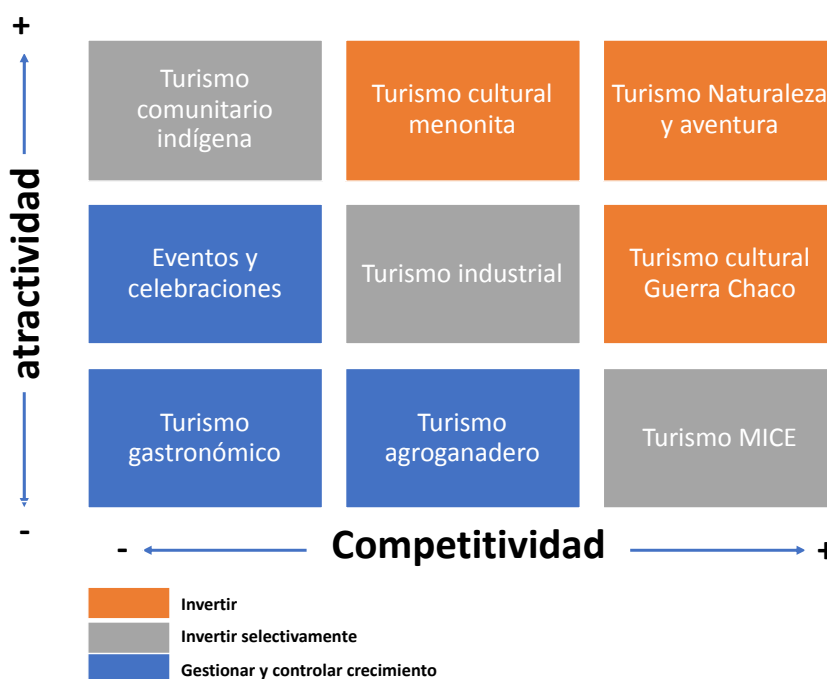 +
Turismo
comunitario
indígena
Turismo cultural
menonita
Turismo Naturaleza
y aventura
atractividad
Eventos y
celebraciones
Turismo industrial
Turismo cultural
Guerra Chaco
Turismo
gastronómico
Turismo
agroganadero
Turismo MICE
-
- Competitividad +
Invertir
Invertir selectivamente
Gestionar y controlar crecimiento